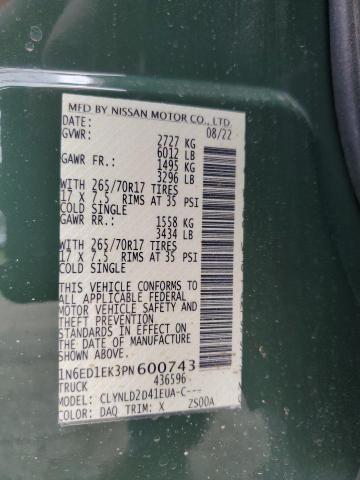 MFD BY NISSAN MOTOR CO., LTD.
DATE: 08/22
GVWR: 2727 KG
6012 LB
GAWR FR.: 1495 KG
3296 LB
WITH 265/70R17 TIRES
17 X 7.5 RIMS AT 35 PSI
COLD SINGLE
GAWR RR.: 1558 KG
3434 LB
WITH 265/70R17 TIRES
17 X 7.5 RIMS AT 35 PSI
COLD SINGLE
THIS VEHICLE CONFORMS TO
ALL APPLICABLE FEDERAL
MOTOR VEHICLE SAFETY AND
THEFT PREVENTION
STANDARDS IN EFFECT ON THE
DATE OF MANUFACTURE SHOWN
ABOVE.
1N6ED1EK3PN600743
TRUCK 436596
MODEL: CLYNLD2D41EUA-C---
COLOR: DAQ TRIM: X ZS00A